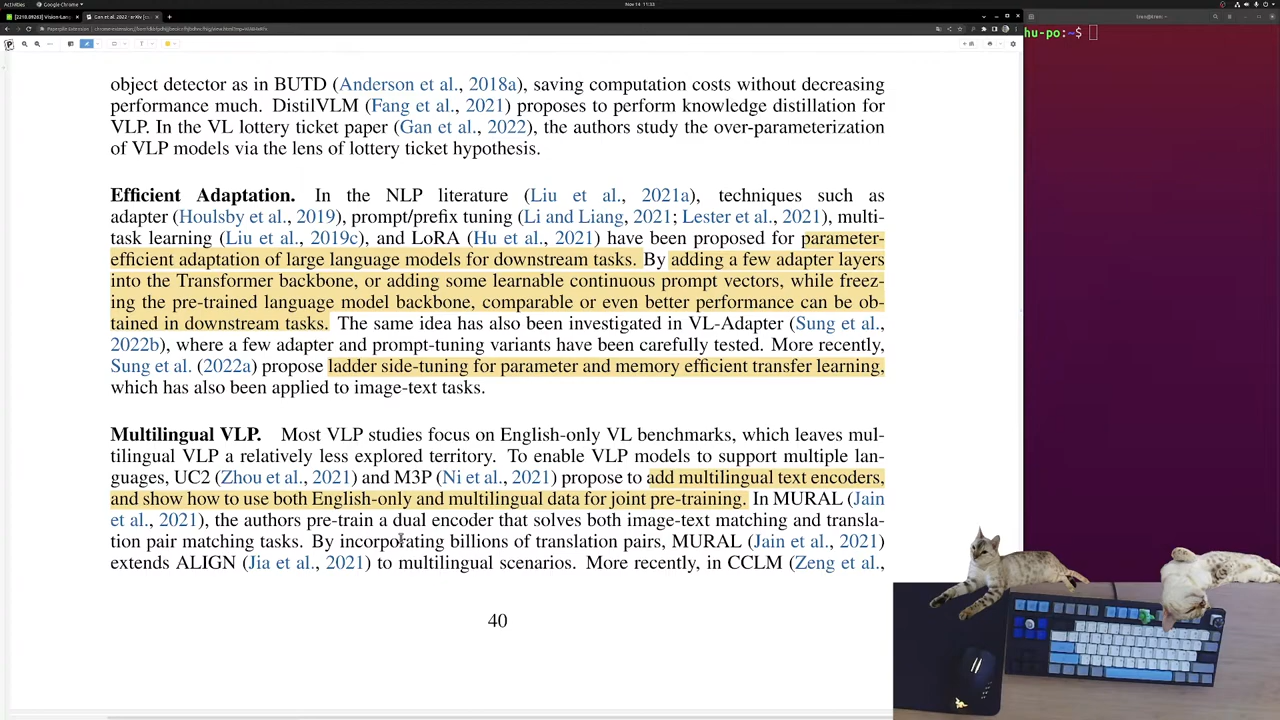 Activities
Google Chrome
Nov 14 11:33
Gan et al. 2022 - arXiv
object detector as in BUTD (Anderson et al., 2018a), saving computation costs without decreasing
performance much. DistilVLM (Fang et al., 2021) proposes to perform knowledge distillation for
VLP. In the VL lottery ticket paper (Gan et al., 2022), the authors study the over-parameterization
of VLP models via the lens of lottery ticket hypothesis.
Efficient Adaptation. In the NLP literature (Liu et al., 2021a), techniques such as
adapter (Houlsby et al., 2019), prompt/prefix tuning (Li and Liang, 2021; Lester et al., 2021), multi-
task learning (Liu et al., 2019c), and LoRA (Hu et al., 2021) have been proposed for parameter-
efficient adaptation of large language models for downstream tasks. By adding a few adapter layers
into the Transformer backbone, or adding some learnable continuous prompt vectors, while freez-
ing the pre-trained language model backbone, comparable or even better performance can be ob-
tained in downstream tasks. The same idea has also been investigated in VL-Adapter (Sung et al.,
2022b), where a few adapter and prompt-tuning variants have been carefully tested. More recently,
Sung et al. (2022a) propose ladder side-tuning for parameter and memory efficient transfer learning,
which has also been applied to image-text tasks.
Multilingual VLP. Most VLP studies focus on English-only VL benchmarks, which leaves mul-
tilingual VLP a relatively less explored territory. To enable VLP models to support multiple lan-
guages, UC2 (Zhou et al., 2021) and M3P (Ni et al., 2021) propose to add multilingual text encoders,
and show how to use both English-only and multilingual data for joint pre-training. In MURAL (Jain
et al., 2021), the authors pre-train a dual encoder that solves both image-text matching and transla-
tion pair matching tasks. By incorporating billions of translation pairs, MURAL (Jain et al., 2021)
extends ALIGN (Jia et al., 2021) to multilingual scenarios. More recently, in CCLM (Zeng et al.,
40
hu-po:~$